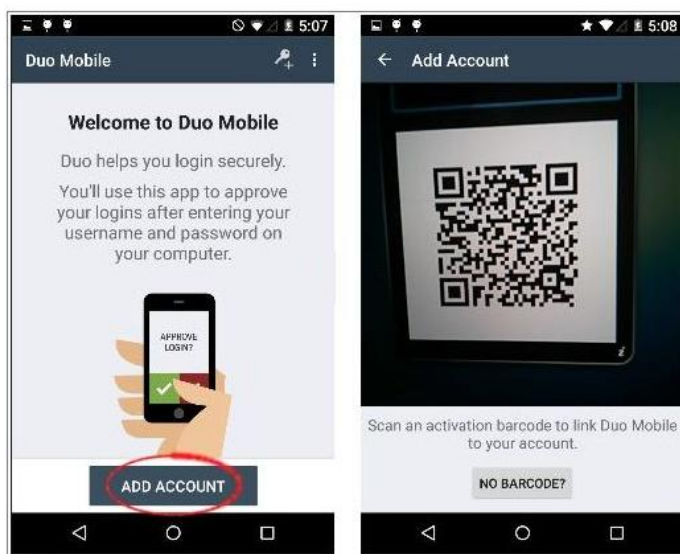 5:07
Duo Mobile
Welcome to Duo Mobile
Duo helps you login securely.
You'll use this app to approve
your logins after entering your
username and password on
your computer.
APPROVE
LOGIN?
ADD ACCOUNT
5:08
Add Account
Scan an activation barcode to link Duo Mobile
to your account.
NO BARCODE?